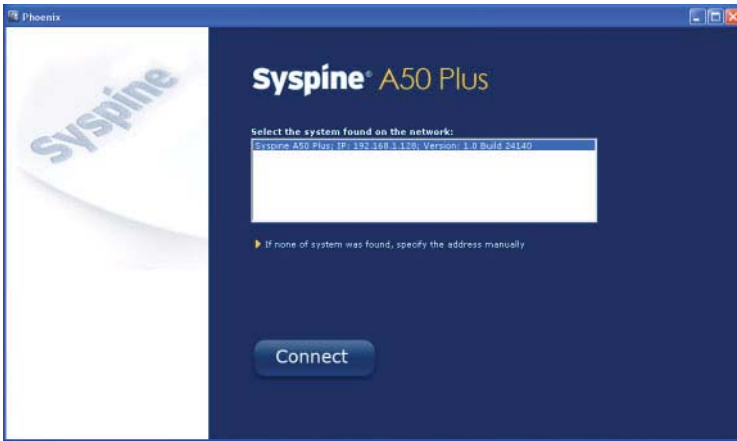 Phoenix
Syspine
Syspine® A50 Plus
Select the system found on the network:
Syspine A50 Plus; IP: 192.168.1.128; Version: 1.0 Build 24140
If none of system was found, specify the address manually
Connect